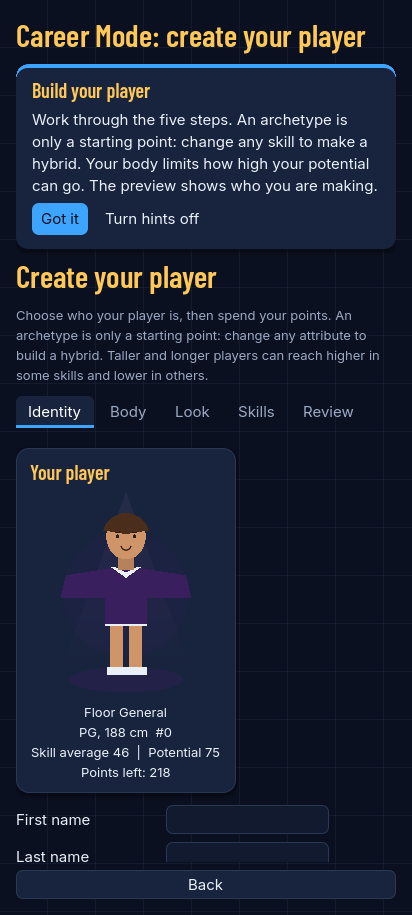 Career Mode: create your player
Build your player
Work through the five steps. An archetype is
only a starting point: change any skill to make a
hybrid. Your body limits how high your potential
can go. The preview shows who you are making.
Got it Turn hints off
Create your player
Choose who your player is, then spend your points. An
archetype is only a starting point: change any attribute to
build a hybrid. Taller and longer players can reach higher in
some skills and lower in others.
Identity Body Look Skills Review
Your player
Floor General
PG, 188 cm #0
Skill average 46 | Potential 75
Points left: 218
First name
Last name
Back